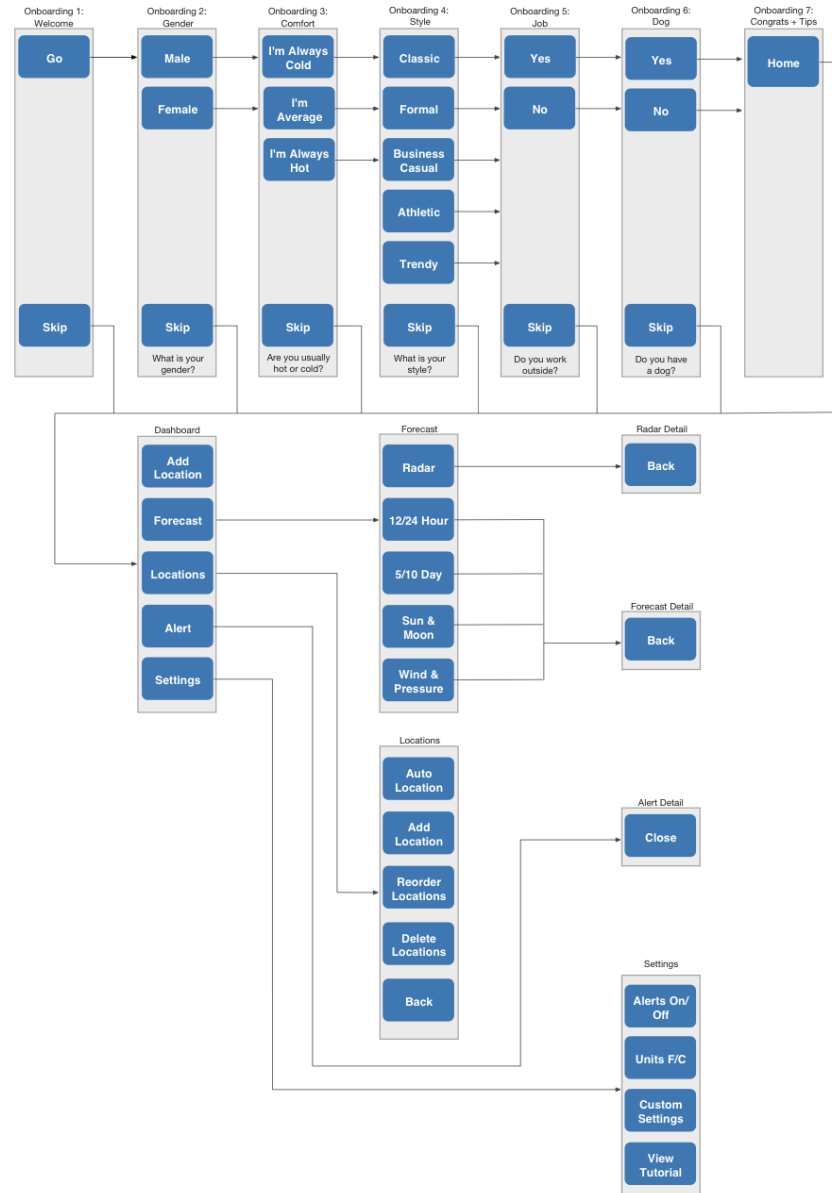 Onboarding 1:
Welcome
Go
Skip
Onboarding 2:
Gender
Male
Female
Skip
What is your
gender?
Onboarding 3:
Comfort
I'm Always
Cold
I'm
Average
I'm Always
Hot
Skip
Are you usually
hot or cold?
Onboarding 4:
Style
Classic
Formal
Business
Casual
Athletic
Trendy
Skip
What is your
style?
Onboarding 5:
Job
Yes
No
Skip
Do you work
outside?
Onboarding 6:
Dog
Yes
No
Skip
Do you have
a dog?
Onboarding 7:
Congrats + Tips
Home
Dashboard
Add
Location
Forecast
Locations
Alert
Settings
Forecast
Radar
12/24 Hour
5/10 Day
Sun &
Moon
Wind &
Pressure
Radar Detail
Back
Forecast Detail
Back
Locations
Auto
Location
Add
Location
Reorder
Locations
Delete
Locations
Back
Alert Detail
Close
Settings
Alerts On/
Off
Units F/C
Custom
Settings
View
Tutorial